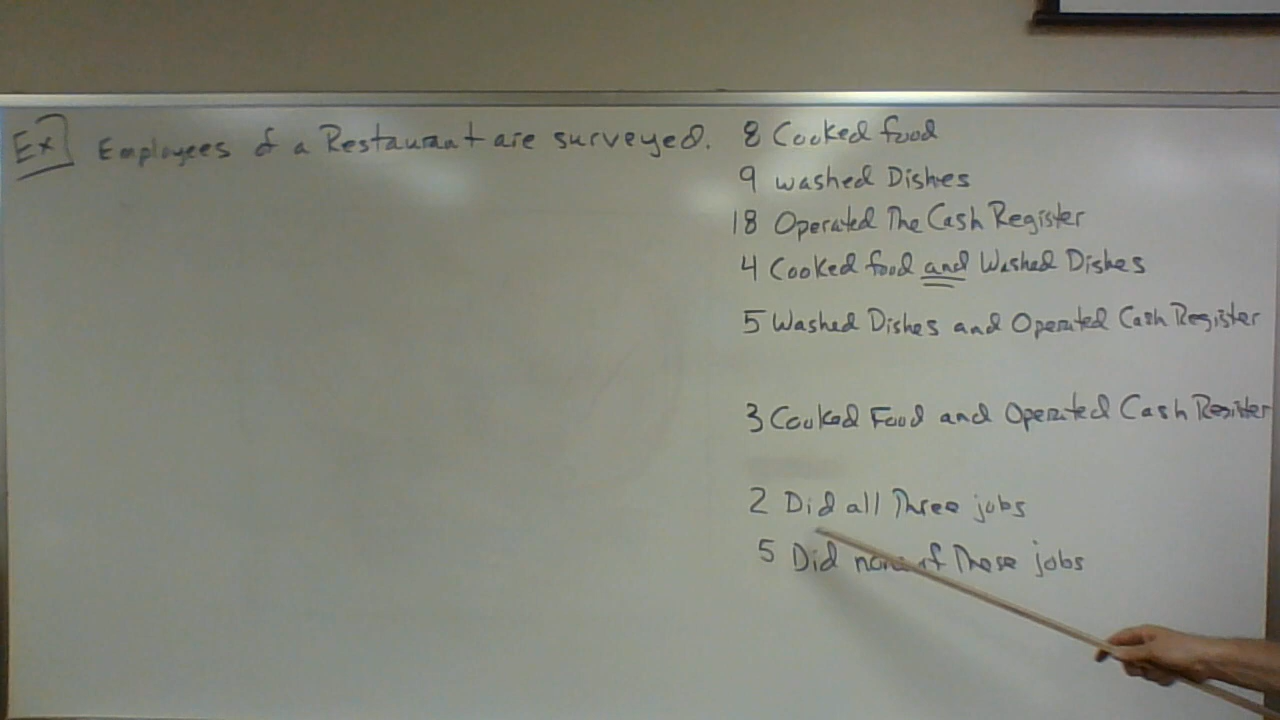 Ex Employees of a Restaurant are surveyed.
8 Cooked food
9 washed Dishes
18 Operated The Cash Register
4 Cooked food and Washed Dishes
5 Washed Dishes and Operated Cash Register
3 Cooked Food and Operated Cash Register
2 Did all Three jobs
5 Did none of These jobs